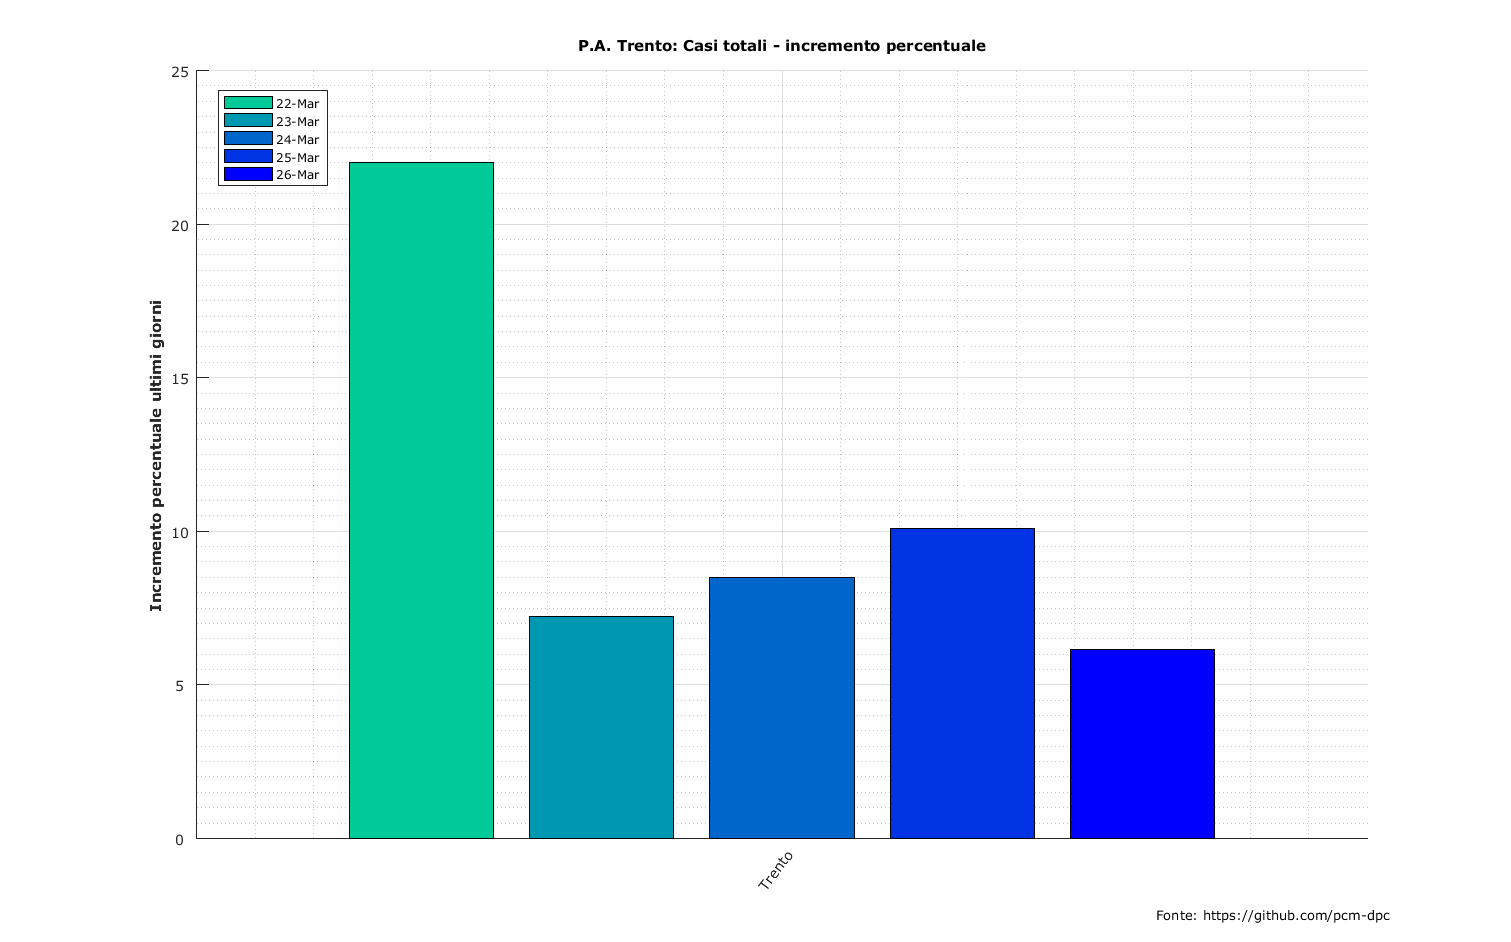 P.A. Trento: Casi totali - incremento percentuale
25
22-Mar
23-Mar
24-Mar
25-Mar
26-Mar
20
15
10
5
0
Incremento percentuale ultimi giorni
Trento
Fonte: https://github.com/pcm-dpc